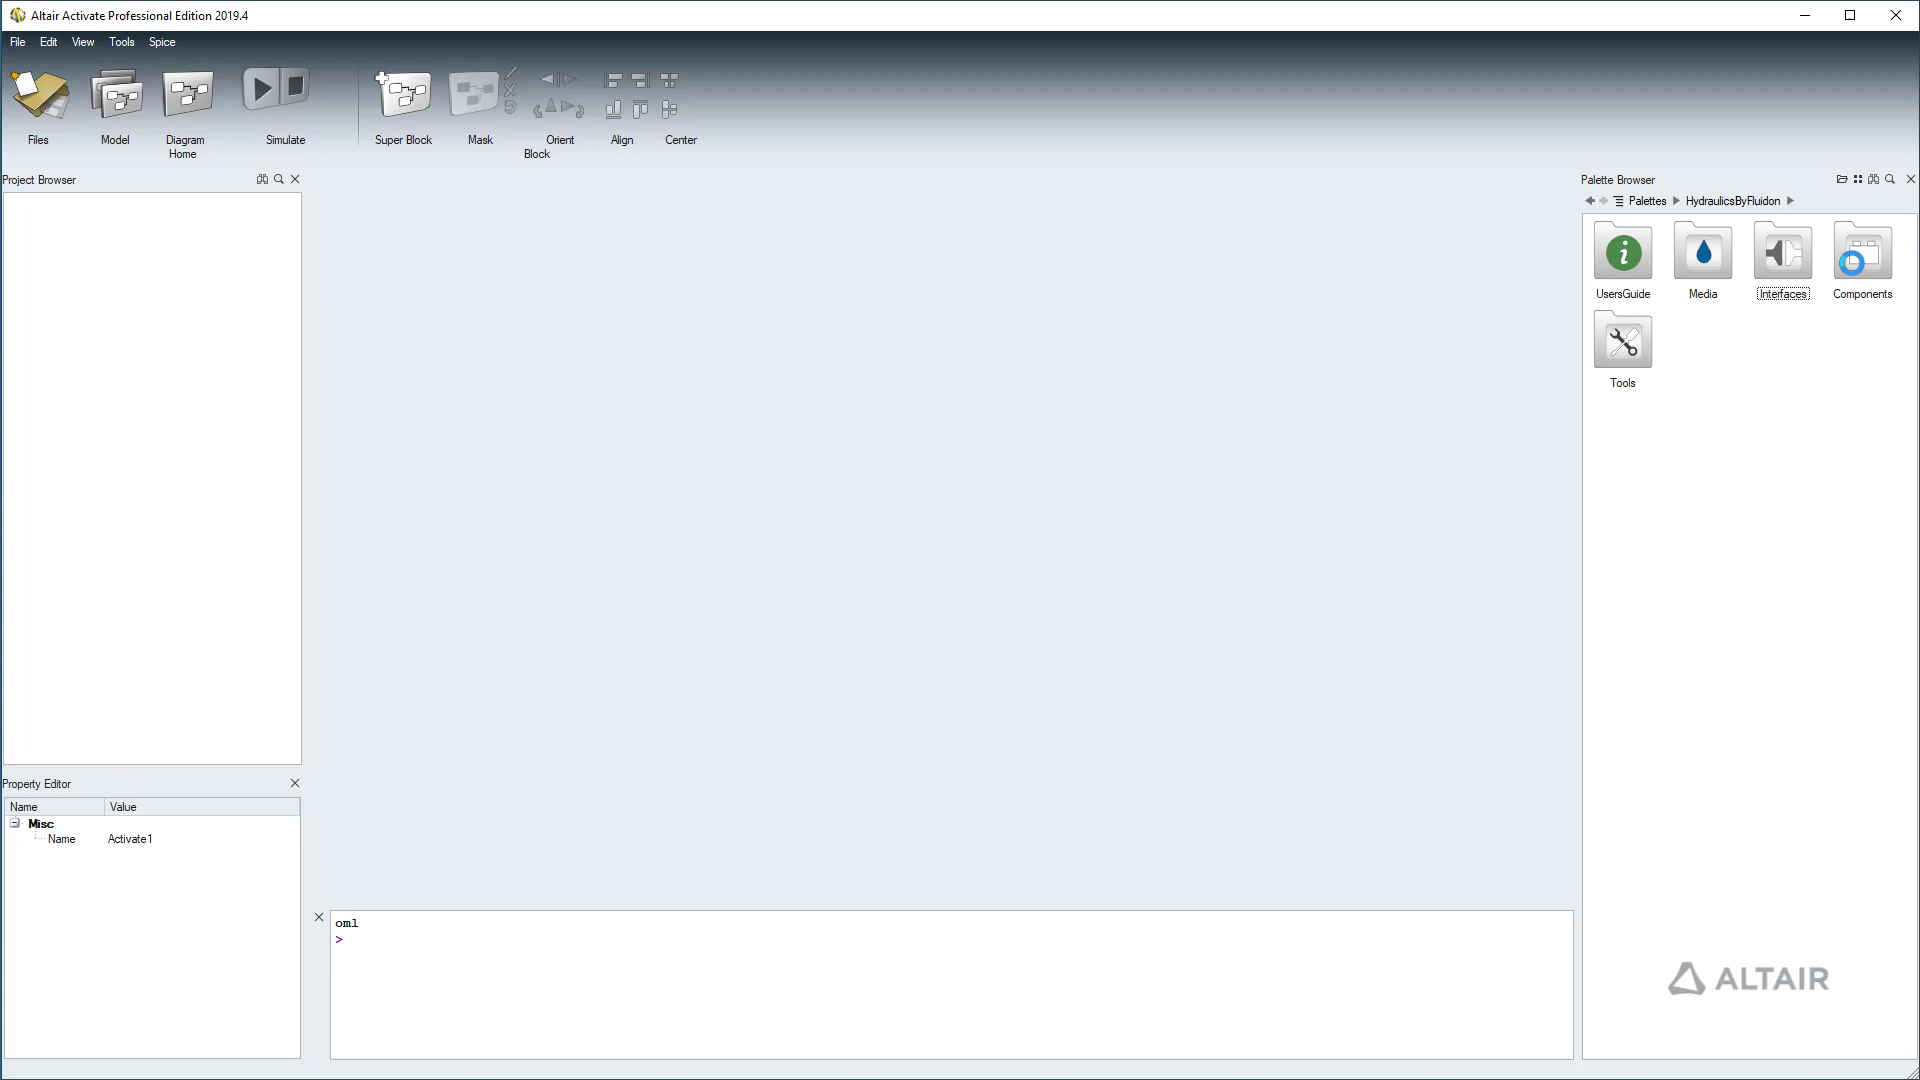 Altair Activate Professional Edition 2019.4
File Edit View Tools Spice
Files Model Diagram Simulate Super Block Mask Orient Align Center
Home Block
Project Browser
Palette Browser
Palettes HydraulicsByFluidon
UsersGuide Media Interfaces Components
Tools
Property Editor
Name Value
Misc
Name Activate1
oml
>
ALTAIR